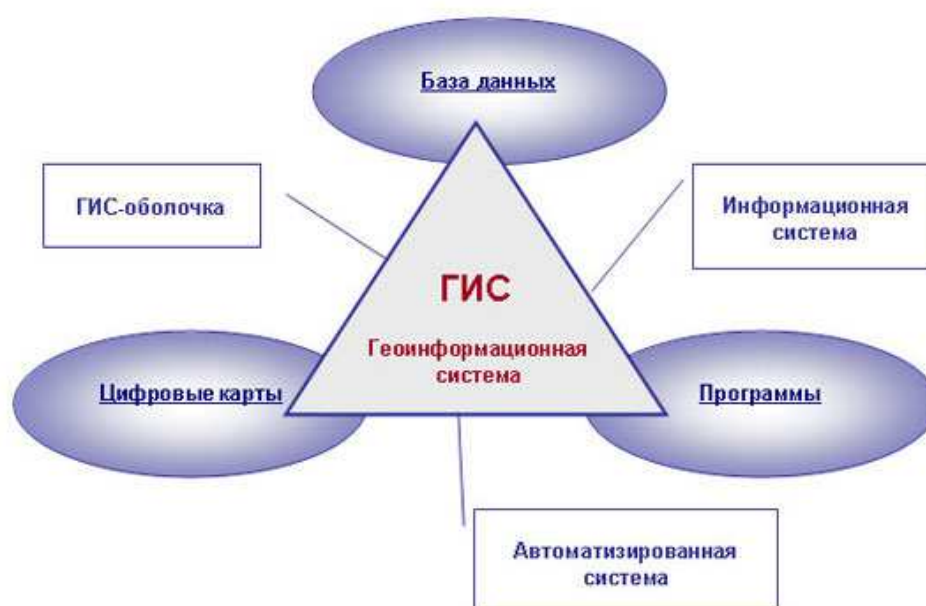 База данных
ГИС-оболочка
Информационная
система
ГИС
Геоинформационная
система
Цифровые карты
Программы
Автоматизированная
система